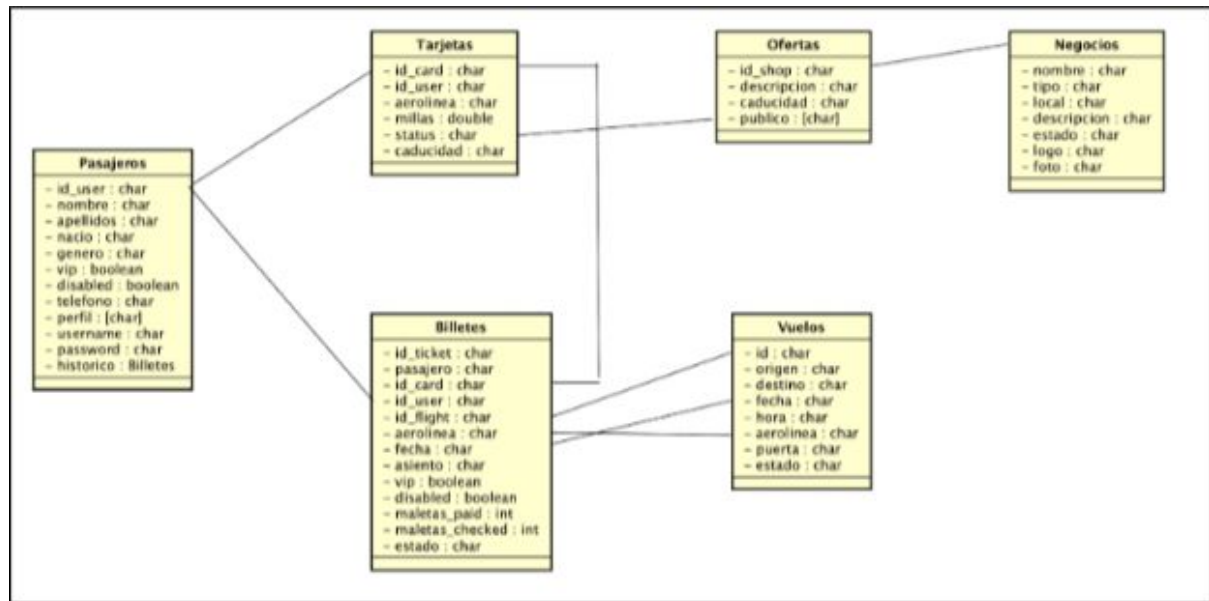 Tarjetas
- id_card : char
- id_user : char
- aerolinea : char
- millas : double
- status : char
- caducidad : char
Ofertas
- id_shop : char
- descripcion : char
- caducidad : char
- publico : [char]
Negocios
- nombre : char
- tipo : char
- local : char
- descripcion : char
- estado : char
- logo : char
- foto : char
Pasajeros
- id_user : char
- nombre : char
- apellidos : char
- nacio : char
- genero : char
- vip : boolean
- disabled : boolean
- telefono : char
- perfil : [char]
- username : char
- password : char
- historico : Billetes
Billetes
- id_ticket : char
- pasajero : char
- id_card : char
- id_user : char
- id_flight : char
- aerolinea : char
- fecha : char
- asiento : char
- vip : boolean
- disabled : boolean
- maletas_paid : int
- maletas_checked : int
- estado : char
Vuelos
- id : char
- origen : char
- destino : char
- fecha : char
- hora : char
- aerolinea : char
- puerta : char
- estado : char